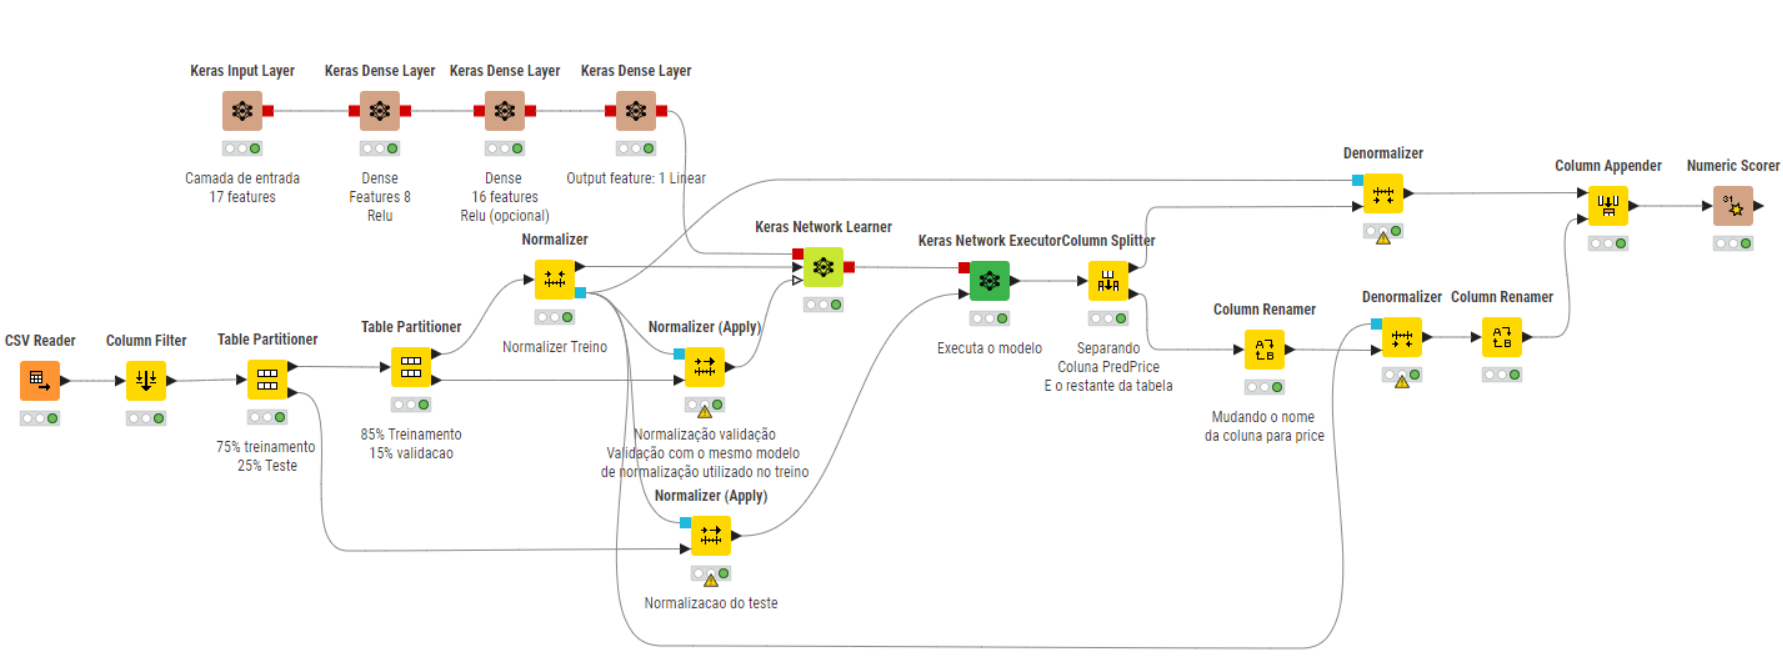 Keras Input Layer
Keras Dense Layer
Keras Dense Layer
Keras Dense Layer
Camada de entrada
17 features
Dense
Features 8
Relu
Dense
16 features
Relu (opcional)
Output feature: 1 Linear
Denormalizer
Column Appender
Numeric Scorer
Normalizer
Normalizer Treino
Keras Network Learner
Keras Network Executor
Executa o modelo
Column Splitter
Separando
Coluna PredPrice
E o restante da tabela
Column Renamer
Mudando o nome
da coluna para price
Denormalizer
Column Renamer
CSV Reader
Column Filter
Table Partitioner
75% treinamento
25% Teste
Table Partitioner
85% Treinamento
15% validacao
Normalizer (Apply)
Normalização validação
Validação com o mesmo modelo
de normalização utilizado no treino
Normalizer (Apply)
Normalizacao do teste